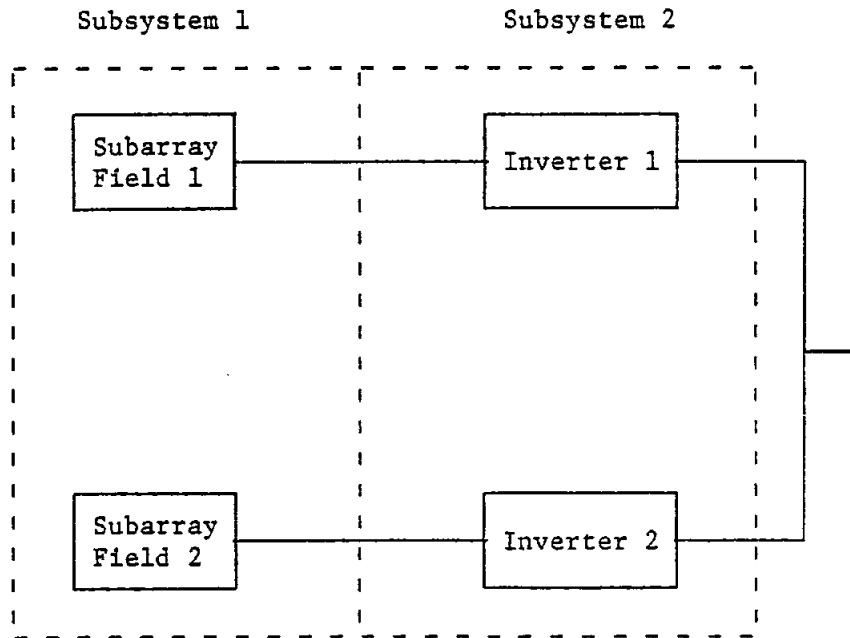 Subsystem 1
Subsystem 2
Subarray
Field 1
Inverter 1
Subarray
Field 2
Inverter 2